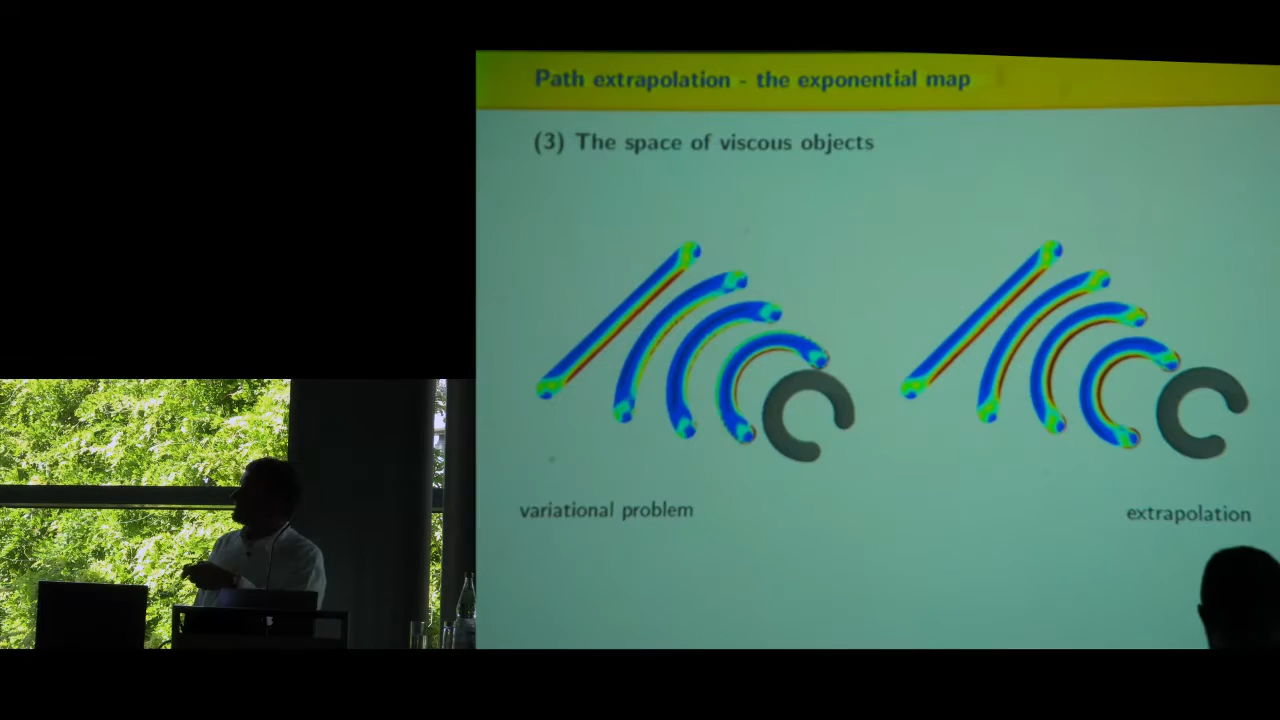 Path extrapolation - the exponential map
(3) The space of viscous objects
variational problem
extrapolation